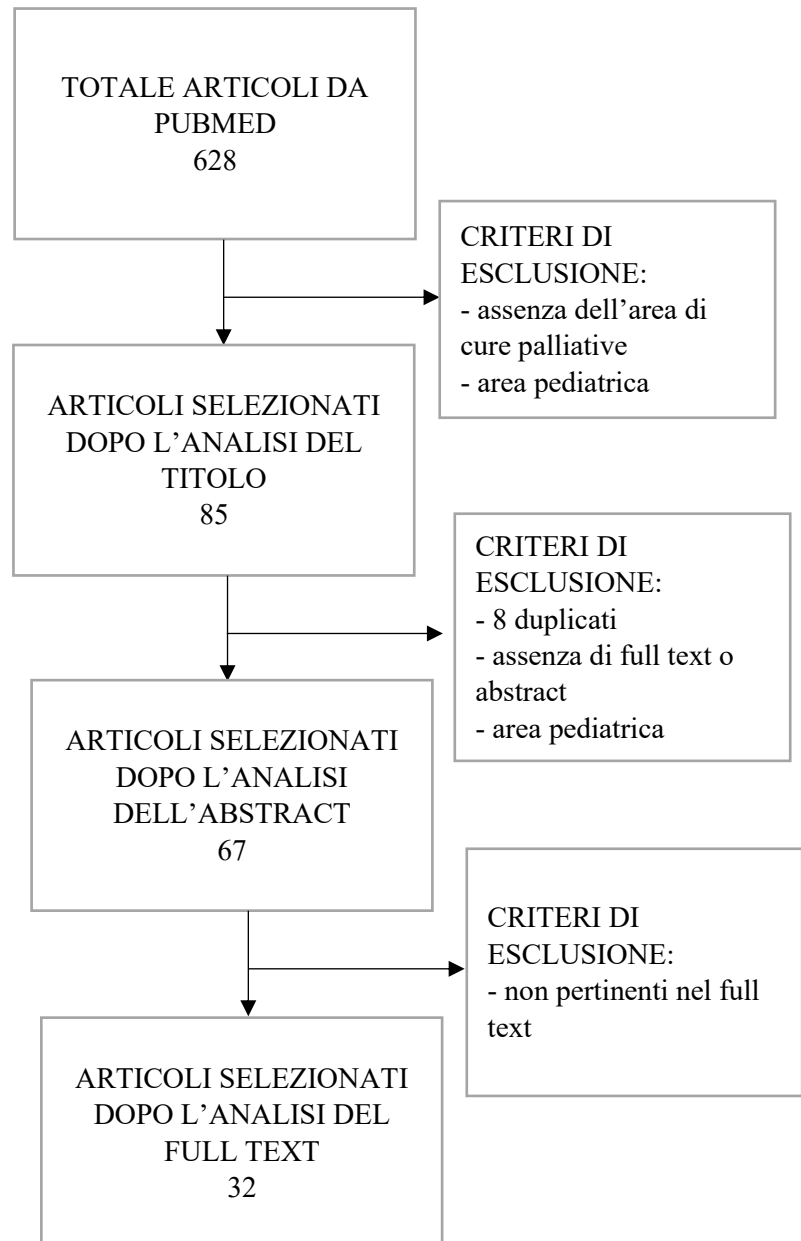 TOTALE ARTICOLI DA
PUBMED
628
CRITERI DI
ESCLUSIONE:
- assenza dell’area di
cure palliative
- area pediatrica
ARTICOLI SELEZIONATI
DOPO L’ANALISI DEL
TITOLO
85
CRITERI DI
ESCLUSIONE:
- 8 duplicati
- assenza di full text o
abstract
- area pediatrica
ARTICOLI SELEZIONATI
DOPO L’ANALISI
DELL’ABSTRACT
67
CRITERI DI
ESCLUSIONE:
- non pertinenti nel full
text
ARTICOLI SELEZIONATI
DOPO L’ANALISI DEL
FULL TEXT
32